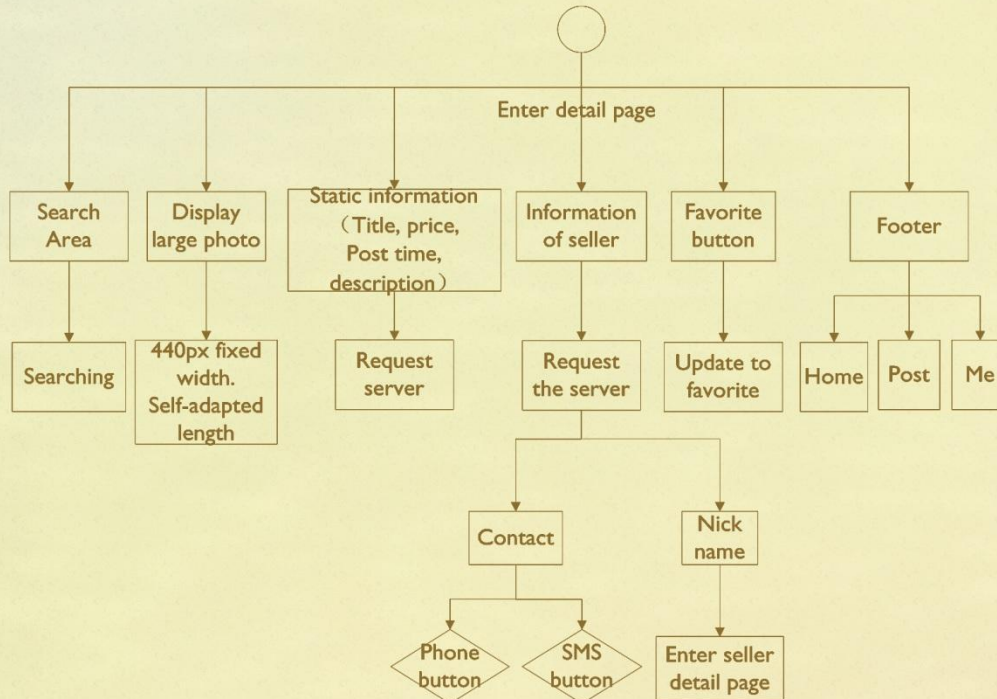 Enter detail page
Search
Area
Display
large photo
Static information
（Title, price,
Post time,
description）
Information
of seller
Favorite
button
Footer
Searching
440px fixed
width.
Self-adapted
length
Request
server
Request
the server
Update to
favorite
Home
Post
Me
Contact
Nick
name
Phone
button
SMS
button
Enter seller
detail page